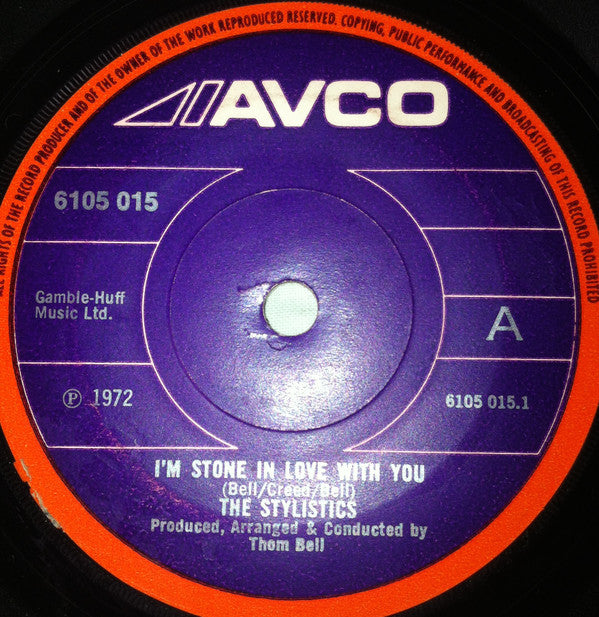 ALL RIGHTS OF THE RECORD PRODUCER AND OF THE OWNER OF THE WORK REPRODUCED RESERVED. COPYING, PUBLIC PERFORMANCE AND BROADCASTING OF THIS RECORD PROHIBITED
AVCO
6105 015
Gamble-Huff
Music Ltd.
A
℗ 1972
6105 015.1
I'M STONE IN LOVE WITH YOU
(Bell/Creed/Bell)
THE STYLISTICS
Produced, Arranged & Conducted by
Thom Bell